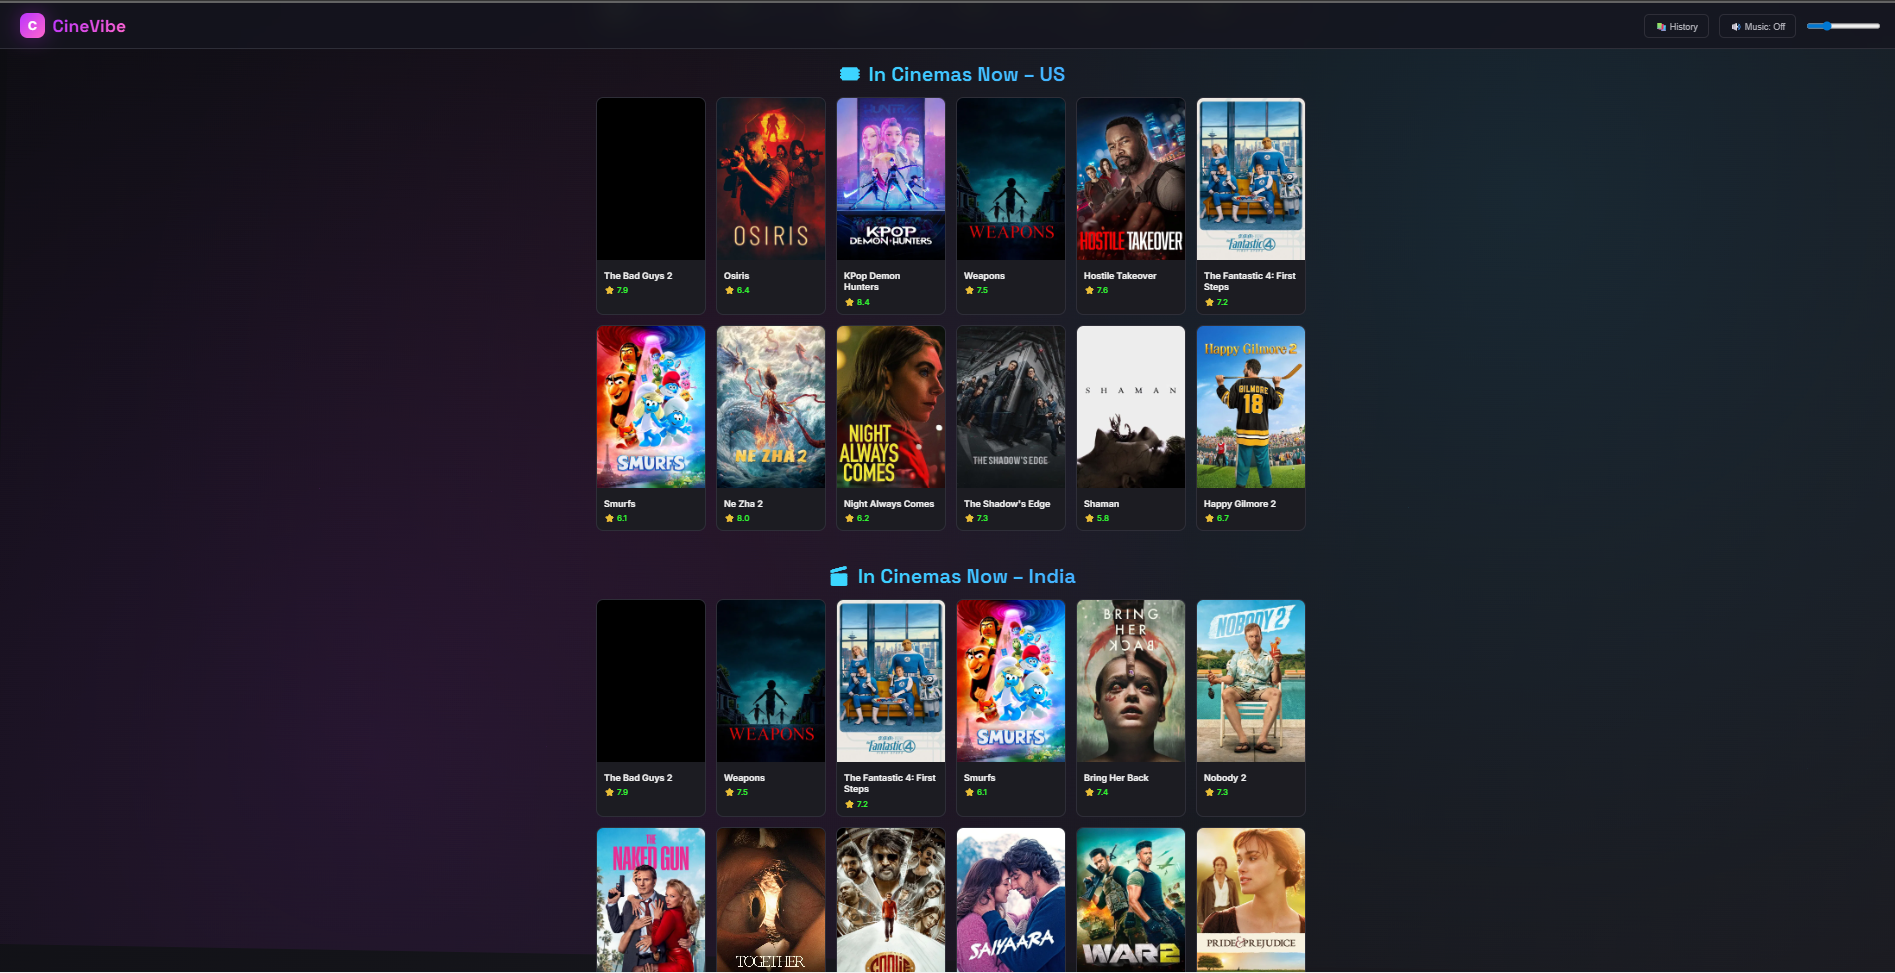 C CineVibe
History
Music: Off
In Cinemas Now – US
OSIRIS
KPOP
DEMON HUNTERS
WEAPONS
HOSTILE TAKEOVER
Fantastic 4
The Bad Guys 2
7.9
Osiris
6.4
KPop Demon
Hunters
8.4
Weapons
7.5
Hostile Takeover
7.6
The Fantastic 4: First
Steps
7.2
SMURFS
NE ZHA 2
NIGHT
ALWAYS
COMES
THE SHADOW'S EDGE
SHAMAN
Happy Gilmore 2
GILMORE
18
Smurfs
6.1
Ne Zha 2
8.0
Night Always Comes
6.2
The Shadow's Edge
7.3
Shaman
5.8
Happy Gilmore 2
6.7
In Cinemas Now – India
WEAPONS
Fantastic 4
SMURFS
BRING
HER
BACK
NOBODY 2
The Bad Guys 2
7.9
Weapons
7.5
The Fantastic 4: First
Steps
7.2
Smurfs
6.1
Bring Her Back
7.4
Nobody 2
7.3
THE
NAKED GUN
TOGETHER
COOLIE
SAIYAARA
WAR 2
PRIDE & PREJUDICE